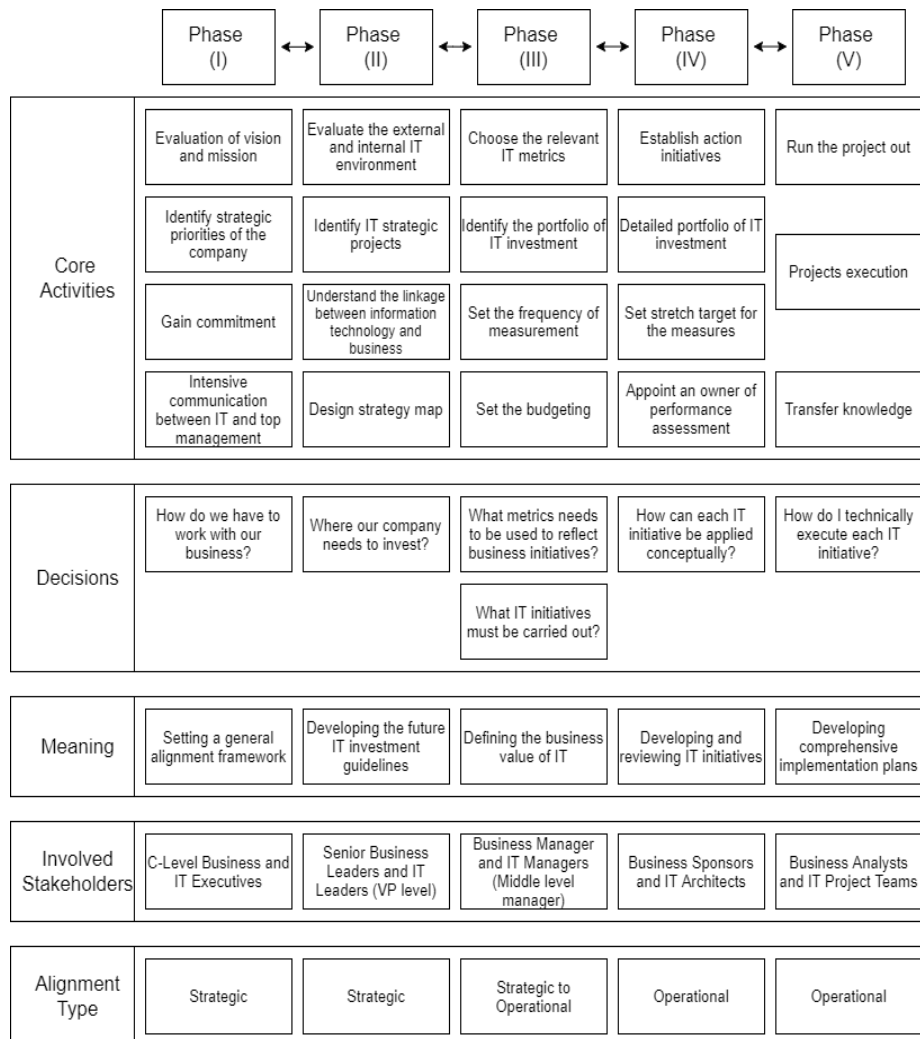 Phase
(I)
Phase
(II)
Phase
(III)
Phase
(IV)
Phase
(V)
Core
Activities
Evaluation of vision
and mission
Evaluate the external
and internal IT
environment
Choose the relevant
IT metrics
Establish action
initiatives
Run the project out
Identify strategic
priorities of the
company
Identify IT strategic
projects
Identify the portfolio of
IT investment
Detailed portfolio of IT
investment
Projects execution
Gain commitment
Understand the linkage
between information
technology and
business
Set the frequency of
measurement
Set stretch target for
the measures
Intensive
communication
between IT and top
management
Design strategy map
Set the budgeting
Appoint an owner of
performance
assessment
Transfer knowledge
Decisions
How do we have to
work with our
business?
Where our company
needs to invest?
What metrics needs
to be used to reflect
business initiatives?
How can each IT
initiative be applied
conceptually?
How do I technically
execute each IT
initiative?
What IT initiatives
must be carried out?
Meaning
Setting a general
alignment framework
Developing the future
IT investment
guidelines
Defining the business
value of IT
Developing and
reviewing IT initiatives
Developing
comprehensive
implementation plans
Involved
Stakeholders
C-Level Business and
IT Executives
Senior Business
Leaders and IT
Leaders (VP level)
Business Manager
and IT Managers
(Middle level
manager)
Business Sponsors
and IT Architects
Business Analysts
and IT Project Teams
Alignment
Type
Strategic
Strategic
Strategic to
Operational
Operational
Operational